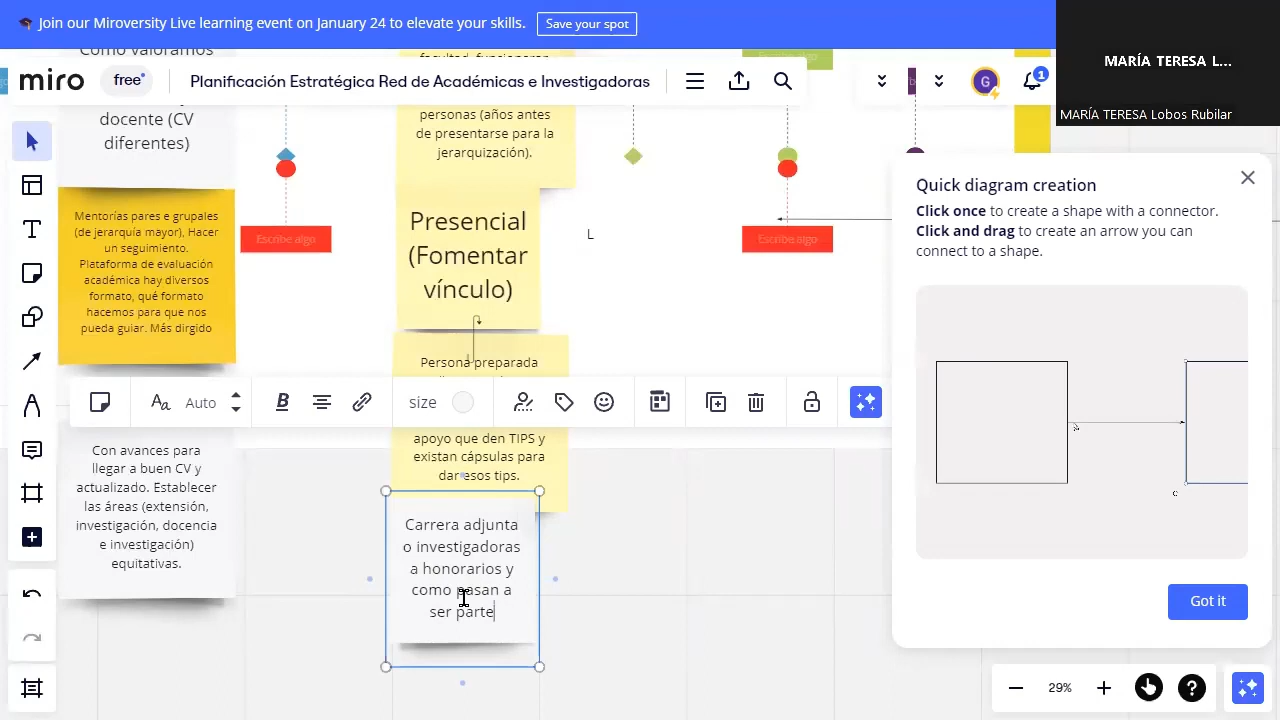 Join our Miroversity Live learning event on January 24 to elevate your skills.
Save your spot
miro
free
Planificación Estratégica Red de Académicas e Investigadoras
G
1
MARÍA TERESA L...
MARÍA TERESA Lobos Rubilar
Como valoramos
docente (CV
diferentes)
Mentorías pares e grupales
(de jerarquía mayor), Hacer
un seguimiento.
Plataforma de evaluación
académica hay diversos
formato, qué formato
hacemos para que nos
pueda guiar. Más dirgido
Con avances para
llegar a buen CV y
actualizado. Establecer
las áreas (extensión,
investigación, docencia
e investigación)
equitativas.
Escribe algo
personas (años antes
de presentarse para la
jerarquización).
Presencial
(Fomentar
vínculo)
Persona preparada
apoyo que den TIPS y
existan cápsulas para
dar esos tips.
Carrera adjunta
o investigadoras
a honorarios y
como pasan a
ser parte
Escribe algo
Auto
B
size
Quick diagram creation
Click once to create a shape with a connector.
Click and drag to create an arrow you can
connect to a shape.
Got it
29%